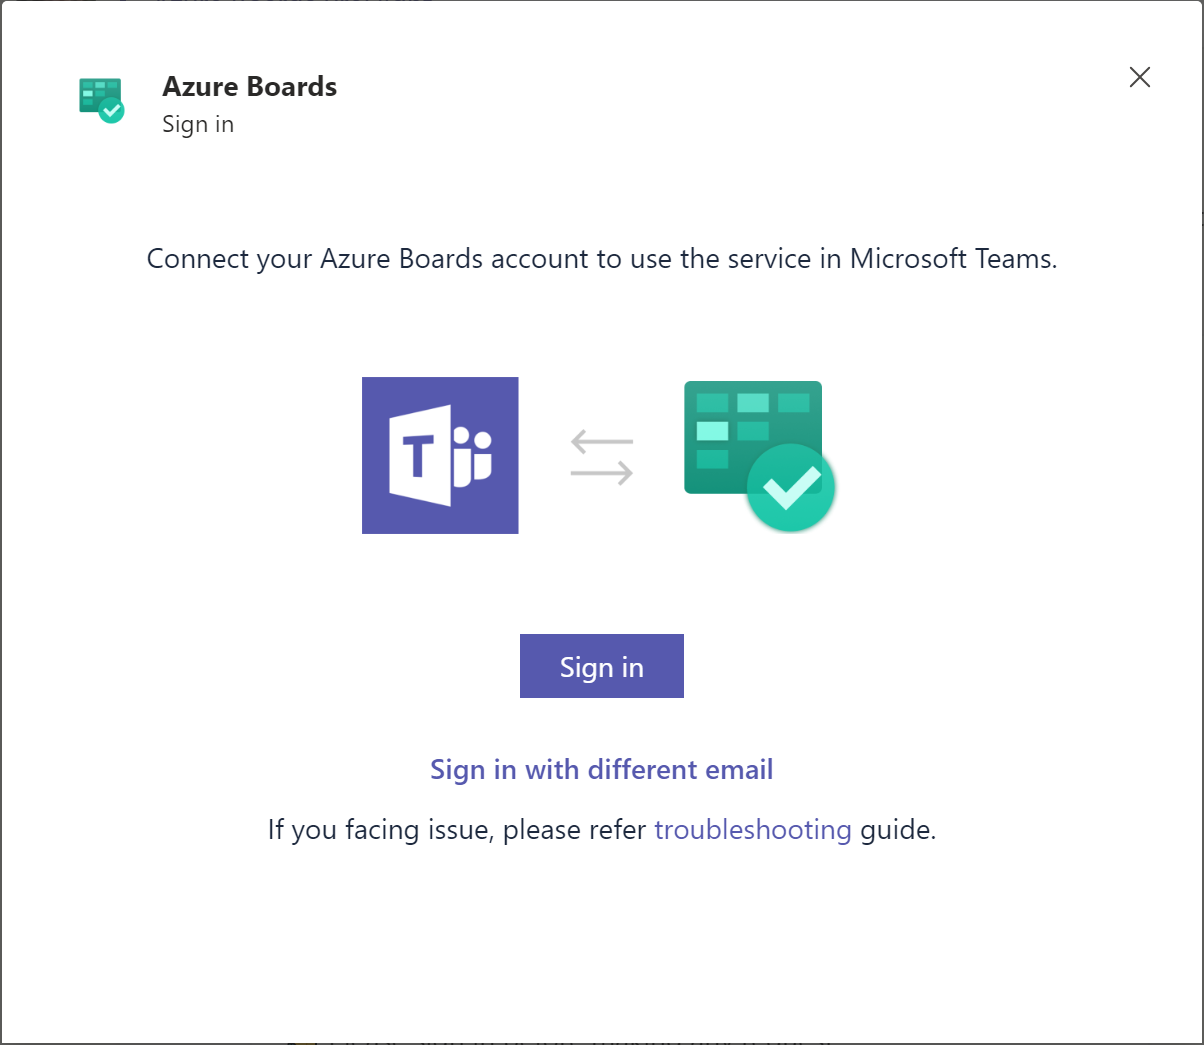 Azure Boards
Sign in
Connect your Azure Boards account to use the service in Microsoft Teams.
T
Sign in
Sign in with different email
If you facing issue, please refer troubleshooting guide.